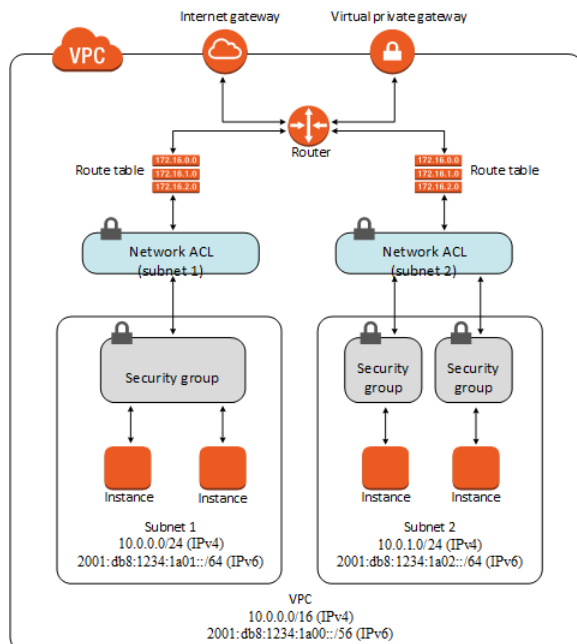 Internet gateway
Virtual private gateway
VPC
Router
Route table
172.16.0.0
172.16.1.0
172.16.2.0
172.16.0.0
172.16.1.0
172.16.2.0
Route table
Network ACL
(subnet 1)
Network ACL
(subnet 2)
Security group
Security
group
Security
group
Instance
Instance
Instance
Instance
Subnet 1
10.0.0.0/24 (IPv4)
2001:db8:1234:1a01::/64 (IPv6)
Subnet 2
10.0.1.0/24 (IPv4)
2001:db8:1234:1a02::/64 (IPv6)
VPC
10.0.0.0/16 (IPv4)
2001:db8:1234:1a00::/56 (IPv6)